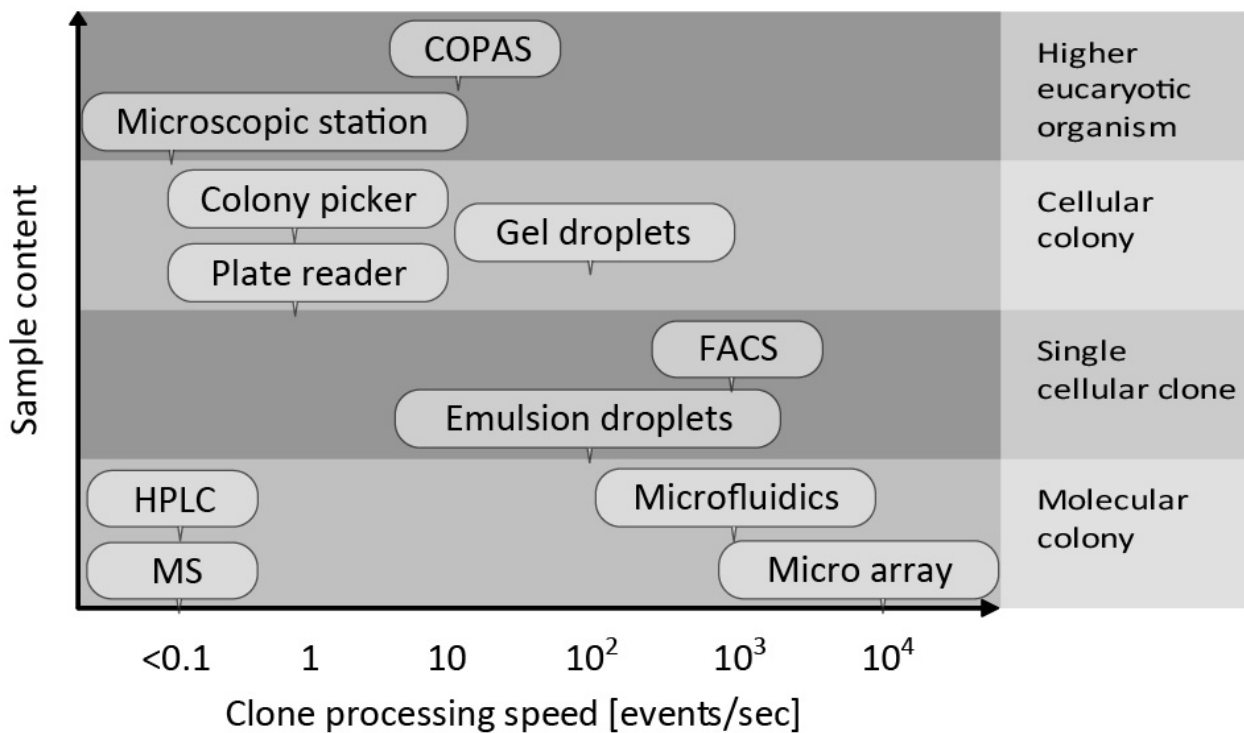 COPAS
Microscopic station
Colony picker
Gel droplets
Plate reader
FACS
Emulsion droplets
HPLC
Microfluidics
MS
Micro array
Higher
eucaryotic
organism
Cellular
colony
Single
cellular clone
Molecular
colony
Sample content
<0.1 1 10 10² 10³ 10⁴
Clone processing speed [events/sec]